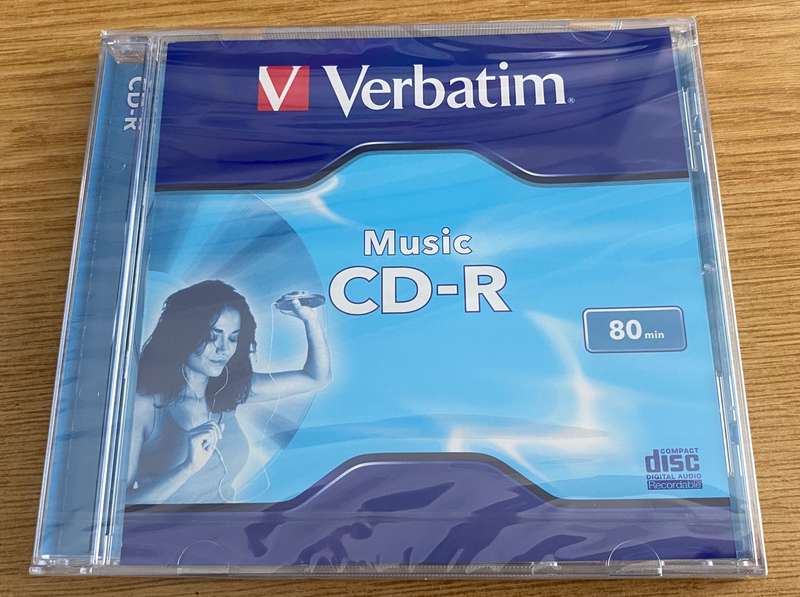 CD-R
Verbatim®
Music
CD-R
80 min
COMPACT
disc
DIGITAL AUDIO
Recordable